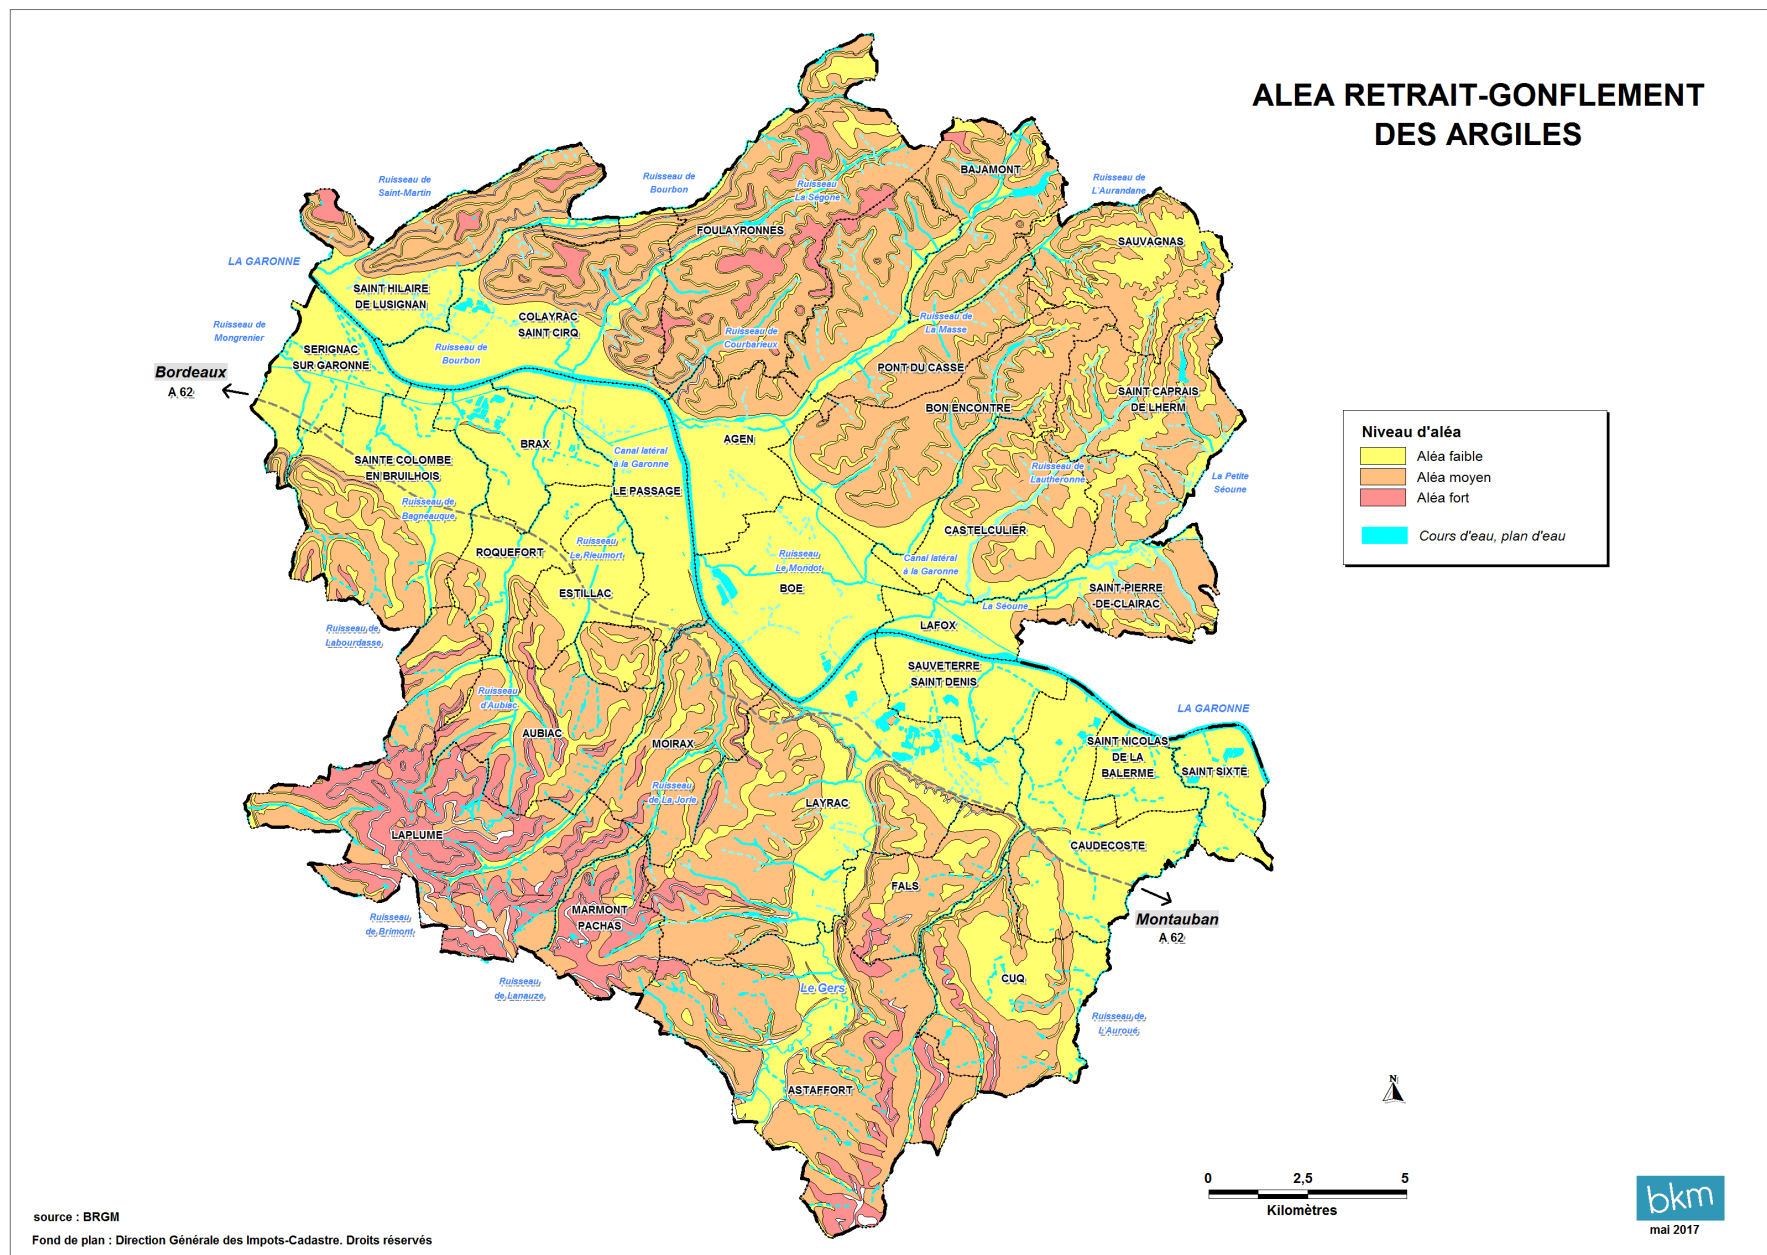 ALEA RETRAIT-GONFLEMENT
DES ARGILES
Ruisseau de
Saint-Martin
Ruisseau de
Bourbon
Ruisseau
La Ségone
BAJAMONT
Ruisseau de
L'Aurandane
FOULAYRONNES
SAUVAGNAS
LA GARONNE
SAINT HILAIRE
DE LUSIGNAN
COLAYRAC
SAINT CIRQ
Ruisseau de
Mongrenier
Ruisseau de
Bourbon
Ruisseau de
Courbarieux
Ruisseau de
La Masse
SERIGNAC
SUR GARONNE
Bordeaux
A 62
PONT DU CASSE
SAINT CAPRAIS
DE LHERM
BON ENCONTRE
BRAX
AGEN
Canal latéral
à la Garonne
SAINTE COLOMBE
EN BRUILHOIS
LE PASSAGE
Ruisseau de
Lautheronne
La Petite
Séoune
Ruisseau de
Bagneauque
CASTELCULIER
ROQUEFORT
Ruisseau
Le Rieumort
Ruisseau
Le Mondot
Canal latéral
à la Garonne
ESTILLAC
BOE
SAINT-PIERRE
-DE-CLAIRAC
La Séoune
LAFOX
Ruisseau de
Labourdasse
SAUVETERRE
SAINT DENIS
Ruisseau
d'Aubiac
LA GARONNE
AUBIAC
MOIRAX
SAINT NICOLAS
DE LA
BALERME
SAINT SIXTE
Ruisseau
de La Jorle
LAYRAC
LAPLUME
CAUDECOSTE
FALS
MARMONT
PACHAS
Ruisseau
de Brimont
Montauban
A 62
CUQ
Ruisseau
de Lanauze
Le Gers
Ruisseau de
L'Auroué
ASTAFFORT
Niveau d'aléa
Aléa faible
Aléa moyen
Aléa fort
Cours d'eau, plan d'eau
N
0 2,5 5
Kilomètres
bkm
mai 2017
source : BRGM
Fond de plan : Direction Générale des Impots-Cadastre. Droits réservés